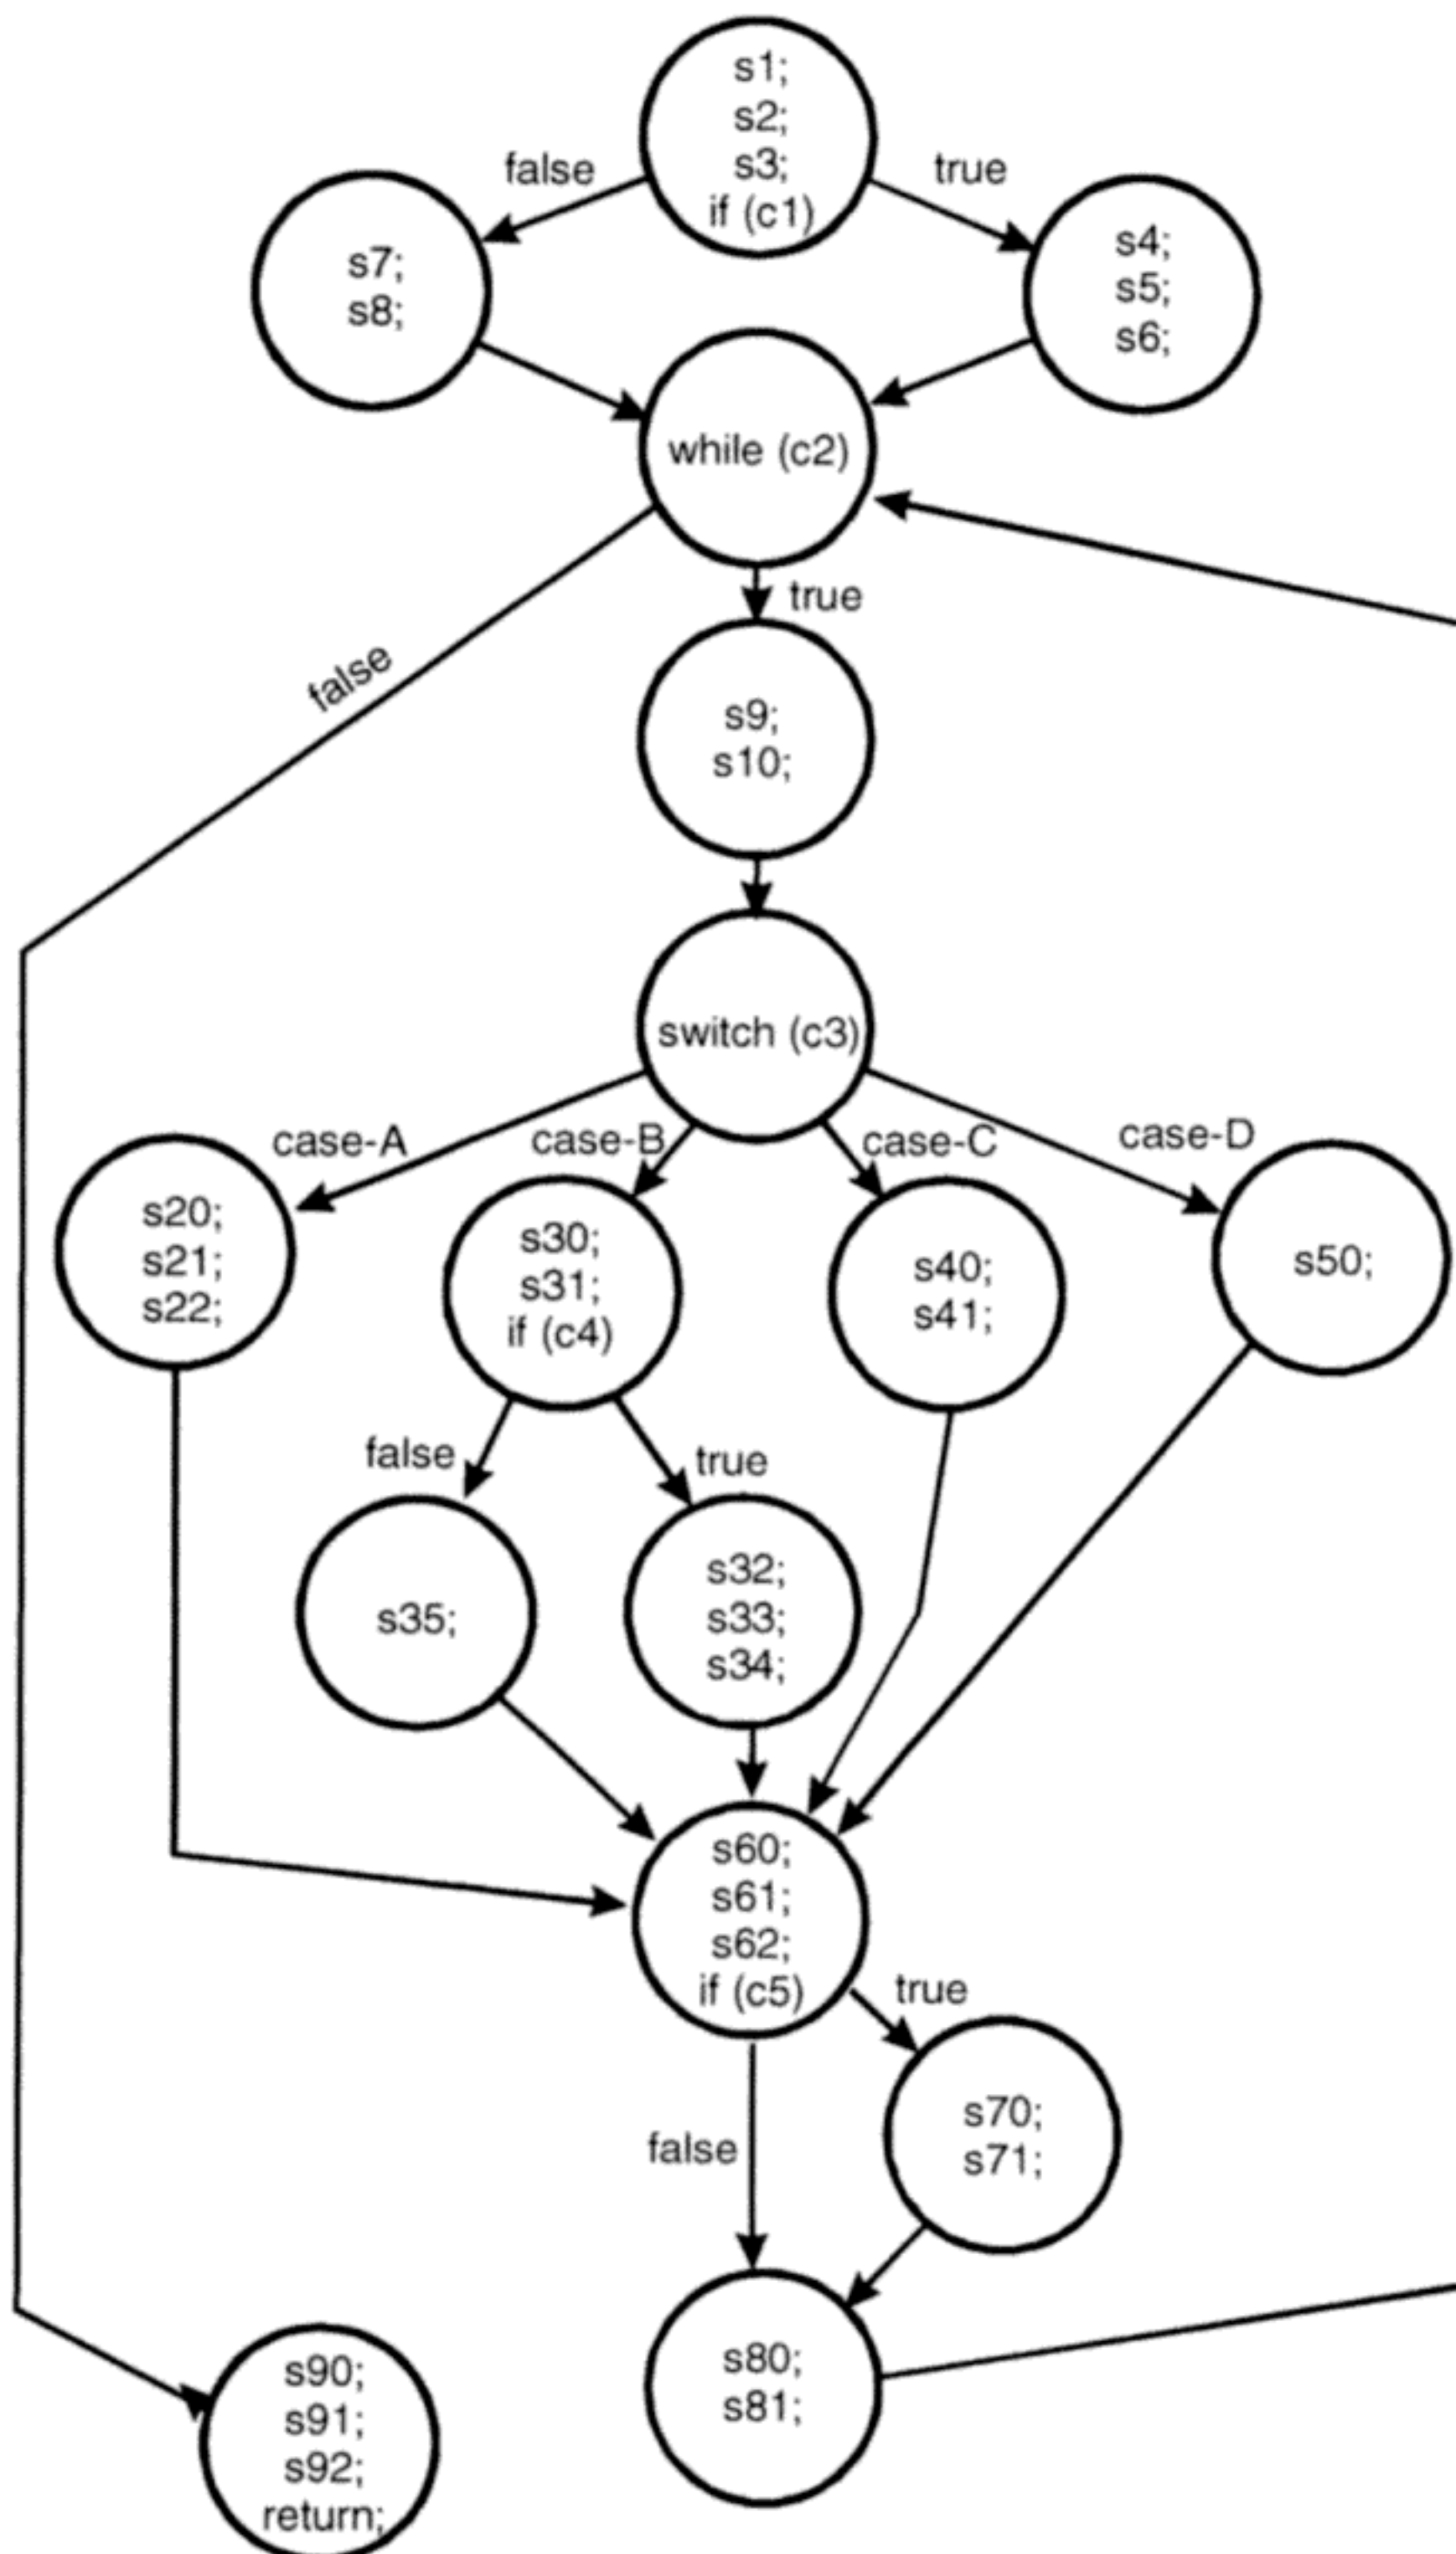 s1;
s2;
s3;
if (c1)
false
true
s7;
s8;
s4;
s5;
s6;
while (c2)
true
false
s9;
s10;
switch (c3)
case-A
case-B
case-C
case-D
s20;
s21;
s22;
s30;
s31;
if (c4)
s40;
s41;
s50;
false
true
s35;
s32;
s33;
s34;
s60;
s61;
s62;
if (c5)
true
false
s70;
s71;
s80;
s81;
s90;
s91;
s92;
return;